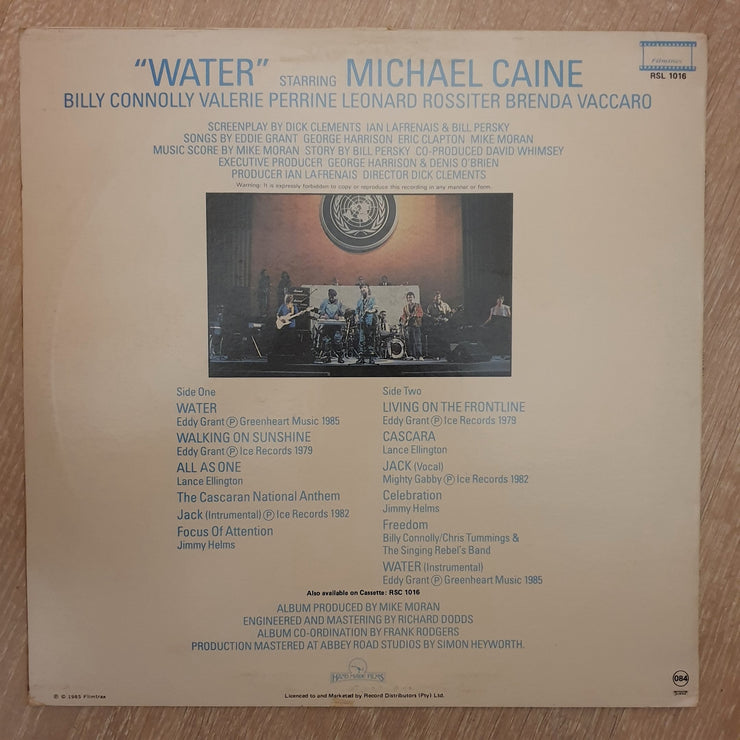 "WATER" STARRING MICHAEL CAINE
Filmtrax
RSL 1016
BILLY CONNOLLY VALERIE PERRINE LEONARD ROSSITER BRENDA VACCARO
SCREENPLAY BY DICK CLEMENTS IAN LAFRENAIS & BILL PERSKY
SONGS BY EDDIE GRANT GEORGE HARRISON ERIC CLAPTON MIKE MORAN
MUSIC SCORE BY MIKE MORAN STORY BY BILL PERSKY CO-PRODUCED DAVID WHIMSEY
EXECUTIVE PRODUCER GEORGE HARRISON & DENIS O'BRIEN
PRODUCER IAN LAFRENAIS DIRECTOR DICK CLEMENTS
Warning: It is expressly forbidden to copy or reproduce this recording in any manner or form.
Side One
WATER
Eddy Grant Ⓟ Greenheart Music 1985
WALKING ON SUNSHINE
Eddy Grant Ⓟ Ice Records 1979
ALL AS ONE
Lance Ellington
The Cascaran National Anthem
Jack (Intrumental) Ⓟ Ice Records 1982
Focus Of Attention
Jimmy Helms
Side Two
LIVING ON THE FRONTLINE
Eddy Grant Ⓟ Ice Records 1979
CASCARA
Lance Ellington
JACK (Vocal)
Mighty Gabby Ⓟ Ice Records 1982
Celebration
Jimmy Helms
Freedom
Billy Connolly/Chris Tummings &
The Singing Rebel's Band
WATER (Instrumental)
Eddy Grant Ⓟ Greenheart Music 1985
Also available on Cassette: RSC 1016
ALBUM PRODUCED BY MIKE MORAN
ENGINEERED AND MASTERING BY RICHARD DODDS
ALBUM CO-ORDINATION BY FRANK RODGERS
PRODUCTION MASTERED AT ABBEY ROAD STUDIOS BY SIMON HEYWORTH.
HAND MADE FILMS
084
℗ © 1985 Filmtrax
Licenced to and Marketed by Record Distributors (Pty) Ltd.